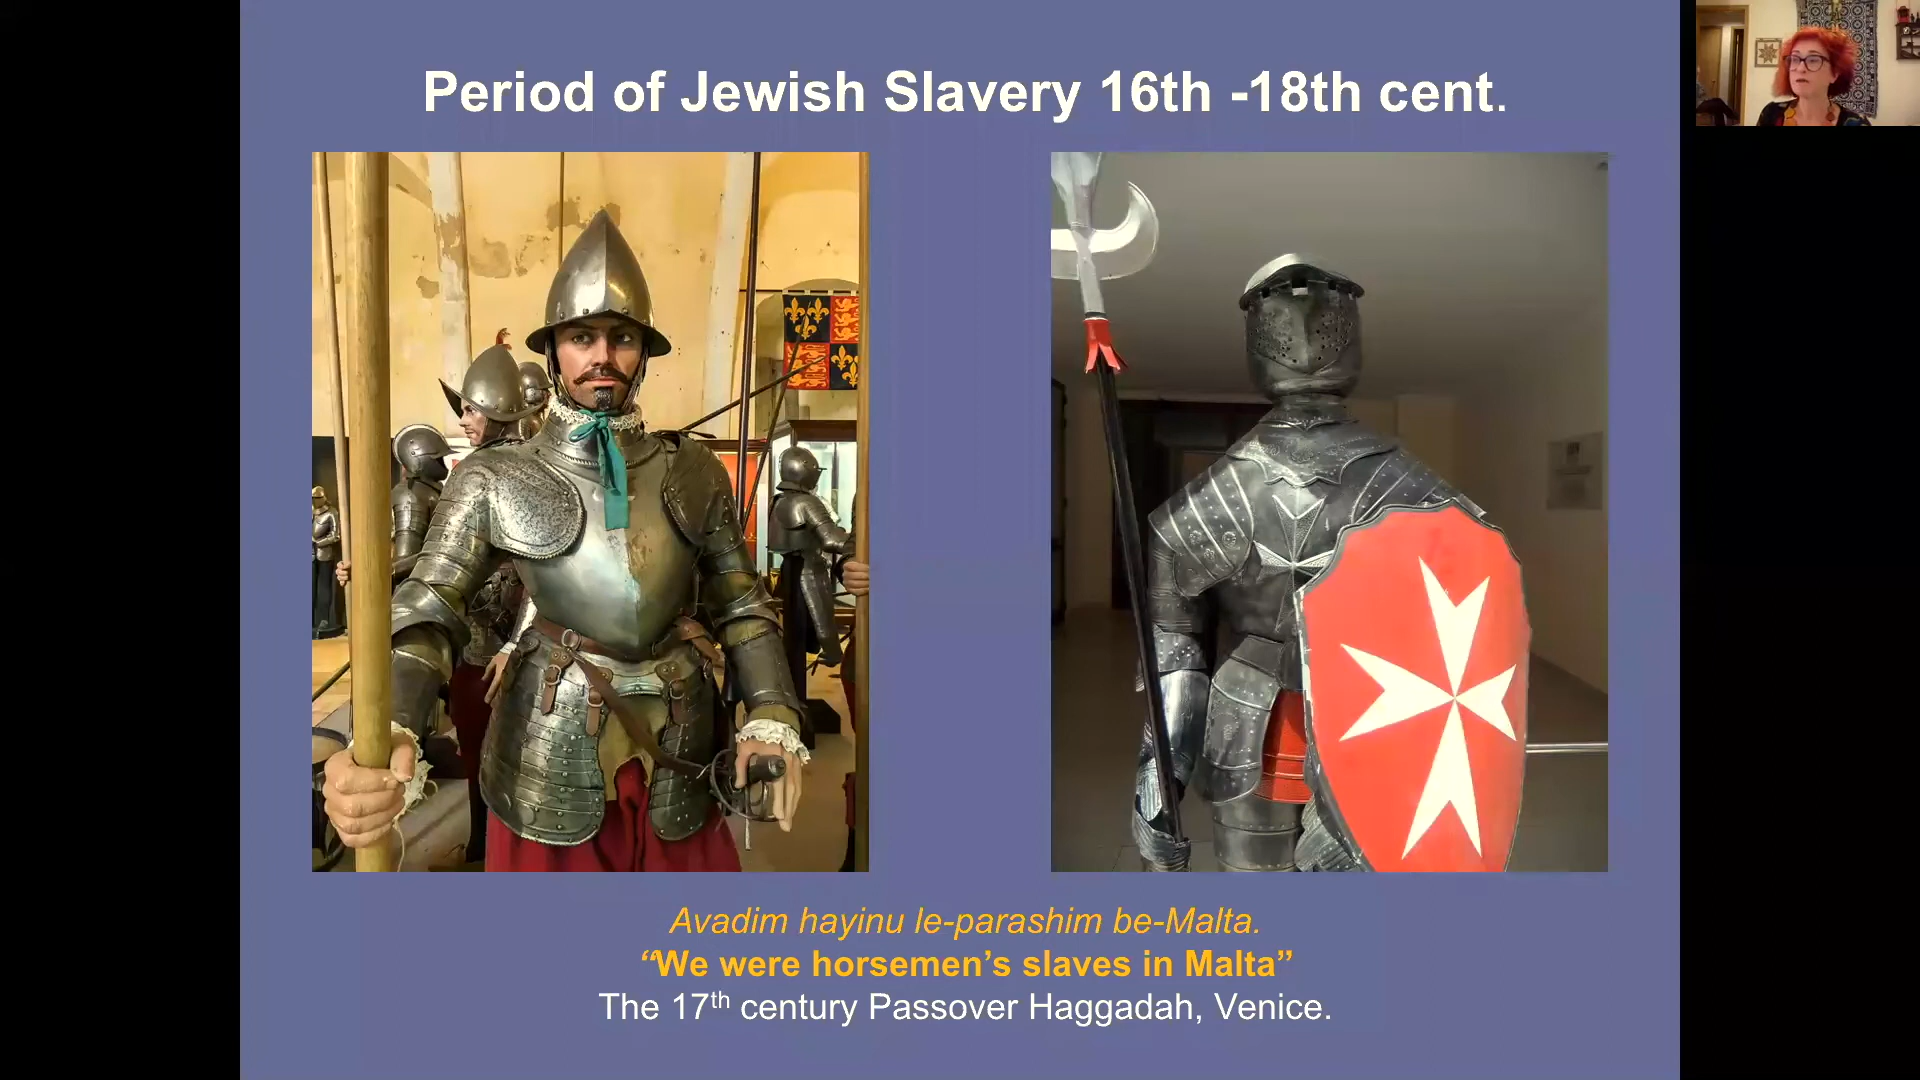 Period of Jewish Slavery 16th -18th cent.
Avadim hayinu le-parashim be-Malta.
“We were horsemen’s slaves in Malta”
The 17th century Passover Haggadah, Venice.